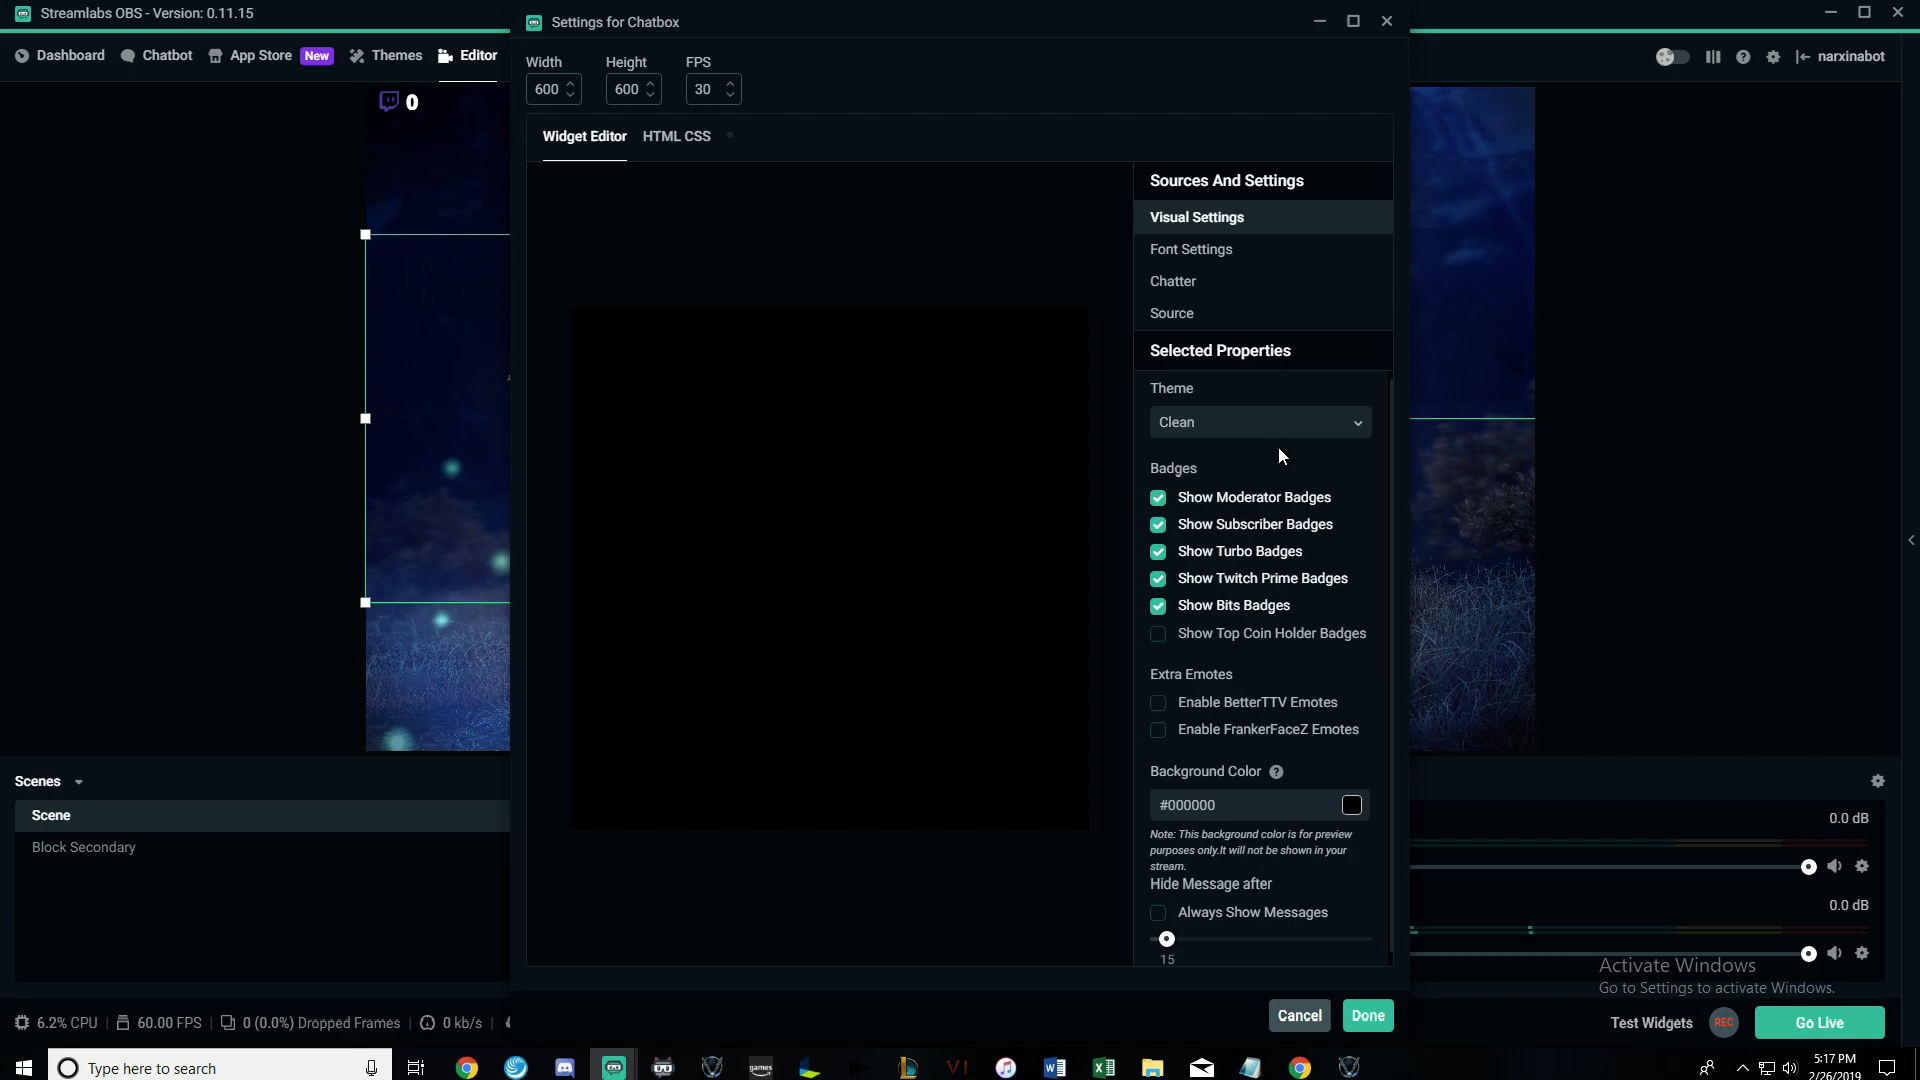 Streamlabs OBS - Version: 0.11.15
Settings for Chatbox
Dashboard
Chatbot
App Store
New
Themes
Editor
narxinabot
0
Width
Height
FPS
600
600
30
Widget Editor
HTML CSS
Sources And Settings
Visual Settings
Font Settings
Chatter
Source
Selected Properties
Theme
Clean
Badges
Show Moderator Badges
Show Subscriber Badges
Show Turbo Badges
Show Twitch Prime Badges
Show Bits Badges
Show Top Coin Holder Badges
Extra Emotes
Enable BetterTTV Emotes
Enable FrankerFaceZ Emotes
Background Color
#000000
Note: This background color is for preview
purposes only.It will not be shown in your
stream.
Hide Message after
Always Show Messages
15
Cancel
Done
Scenes
Scene
Block Secondary
0.0 dB
0.0 dB
Activate Windows
Go to Settings to activate Windows.
6.2% CPU
60.00 FPS
0 (0.0%) Dropped Frames
0 kb/s
Test Widgets
REC
Go Live
Type here to search
games
VI
5:17 PM
2/26/2019